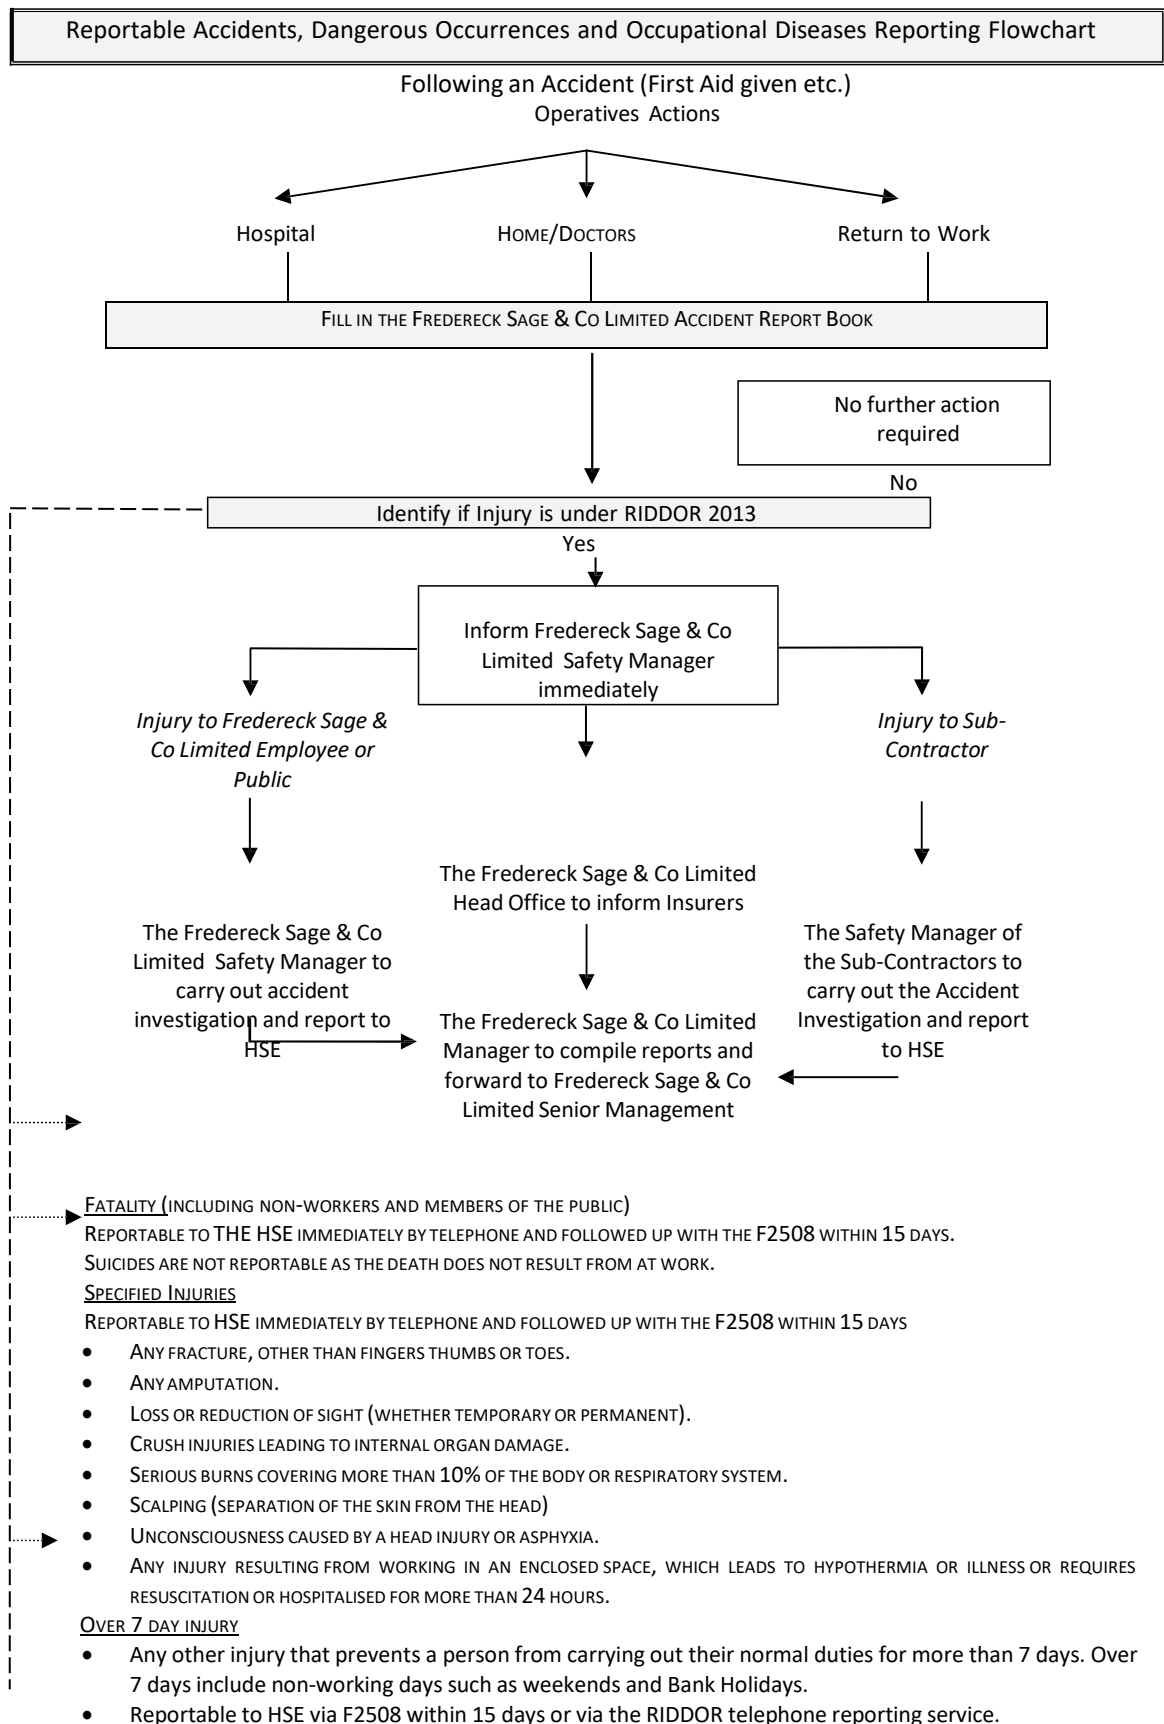 Reportable Accidents, Dangerous Occurrences and Occupational Diseases Reporting Flowchart
Following an Accident (First Aid given etc.)
Operatives Actions
Hospital
HOME/DOCTORS
Return to Work
FILL IN THE FREDERECK SAGE & CO LIMITED ACCIDENT REPORT BOOK
No further action
required
No
Identify if Injury is under RIDDOR 2013
Yes
Inform Fredereck Sage & Co
Limited Safety Manager
immediately
Injury to Fredereck Sage &
Co Limited Employee or
Public
Injury to Sub-
Contractor
The Fredereck Sage & Co Limited
Head Office to inform Insurers
The Fredereck Sage & Co
Limited Safety Manager to
carry out accident
investigation and report to
HSE
The Safety Manager of
the Sub-Contractors to
carry out the Accident
Investigation and report
to HSE
The Fredereck Sage & Co Limited
Manager to compile reports and
forward to Fredereck Sage & Co
Limited Senior Management
FATALITY (INCLUDING NON-WORKERS AND MEMBERS OF THE PUBLIC)
REPORTABLE TO THE HSE IMMEDIATELY BY TELEPHONE AND FOLLOWED UP WITH THE F2508 WITHIN 15 DAYS.
SUICIDES ARE NOT REPORTABLE AS THE DEATH DOES NOT RESULT FROM AT WORK.
SPECIFIED INJURIES
REPORTABLE TO HSE IMMEDIATELY BY TELEPHONE AND FOLLOWED UP WITH THE F2508 WITHIN 15 DAYS
• ANY FRACTURE, OTHER THAN FINGERS THUMBS OR TOES.
• ANY AMPUTATION.
• LOSS OR REDUCTION OF SIGHT (WHETHER TEMPORARY OR PERMANENT).
• CRUSH INJURIES LEADING TO INTERNAL ORGAN DAMAGE.
• SERIOUS BURNS COVERING MORE THAN 10% OF THE BODY OR RESPIRATORY SYSTEM.
• SCALPING (SEPARATION OF THE SKIN FROM THE HEAD)
• UNCONSCIOUSNESS CAUSED BY A HEAD INJURY OR ASPHYXIA.
• ANY INJURY RESULTING FROM WORKING IN AN ENCLOSED SPACE, WHICH LEADS TO HYPOTHERMIA OR ILLNESS OR REQUIRES
RESUSCITATION OR HOSPITALISED FOR MORE THAN 24 HOURS.
OVER 7 DAY INJURY
• Any other injury that prevents a person from carrying out their normal duties for more than 7 days. Over
7 days include non-working days such as weekends and Bank Holidays.
• Reportable to HSE via F2508 within 15 days or via the RIDDOR telephone reporting service.